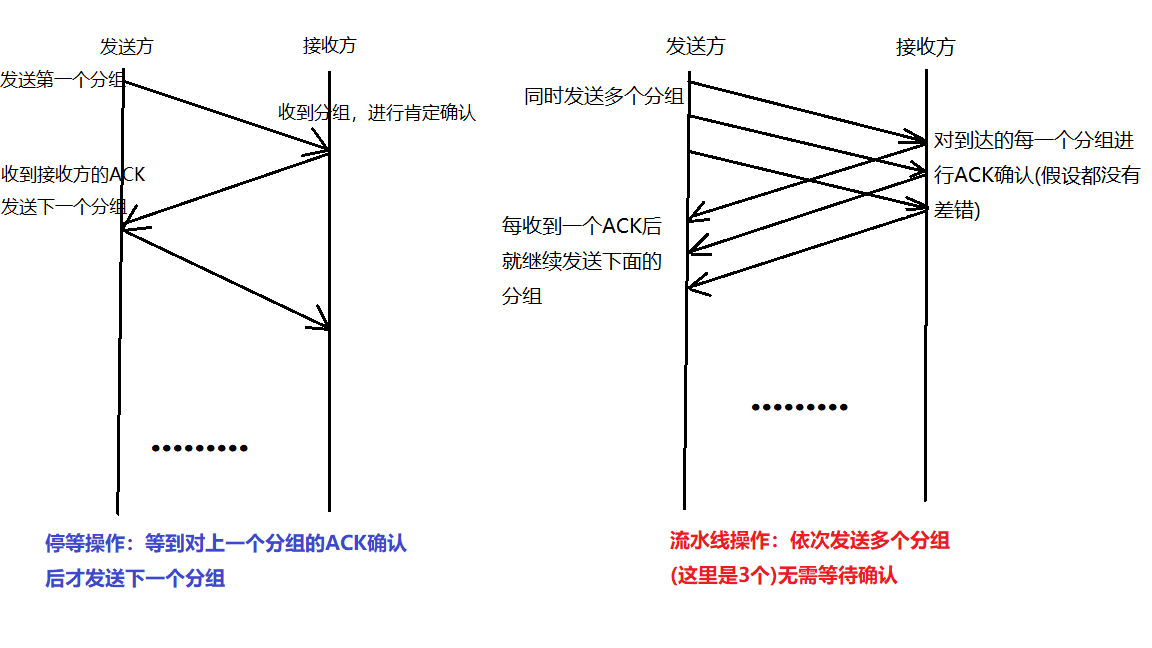 发送方
接收方
发送第一个分组
收到分组，进行肯定确认
收到接收方的ACK
发送下一个分组
停等操作：等到对上一个分组的ACK确认
后才发送下一个分组
发送方
接收方
同时发送多个分组
对到达的每一个分组进
行ACK确认(假设都没有
差错)
每收到一个ACK后
就继续发送下面的
分组
流水线操作：依次发送多个分组
(这里是3个)无需等待确认